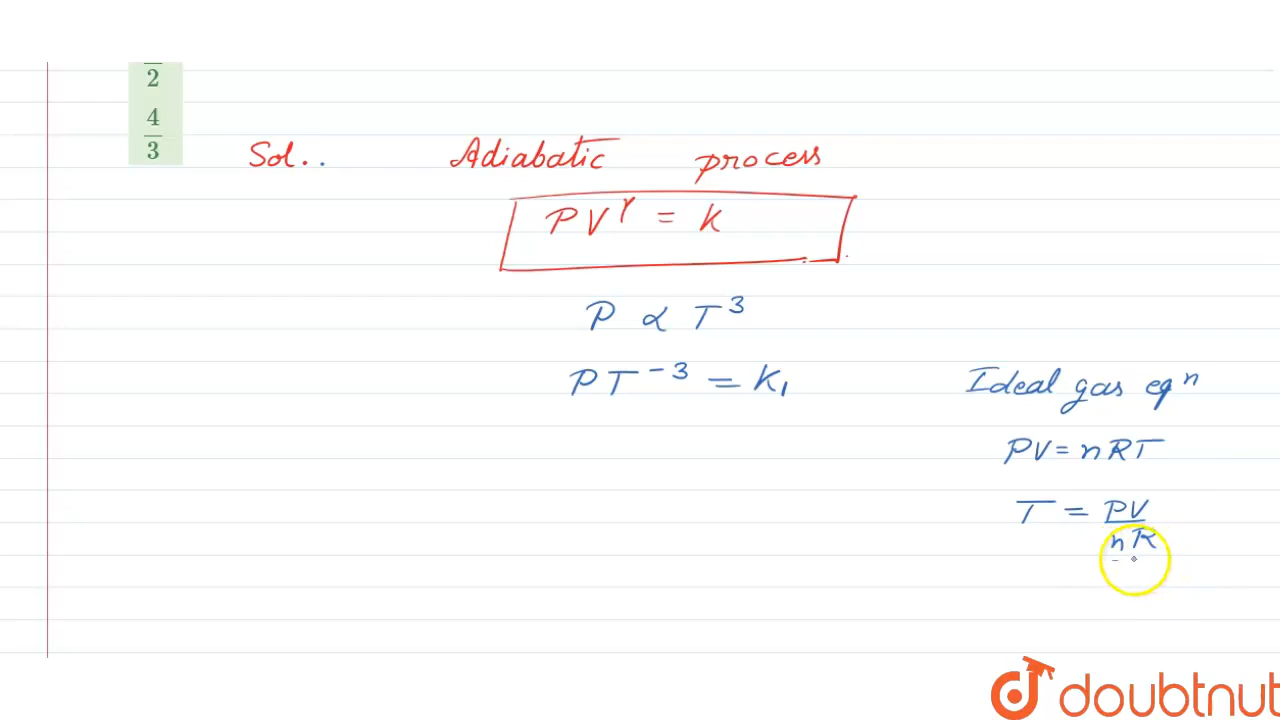 2
4
3
Sol..
Adiabatic process
PV^γ = K
P ∝ T^3
PT^-3 = K₁
Ideal gas eq^n
PV = nRT
T = PV
nR
doubtnut